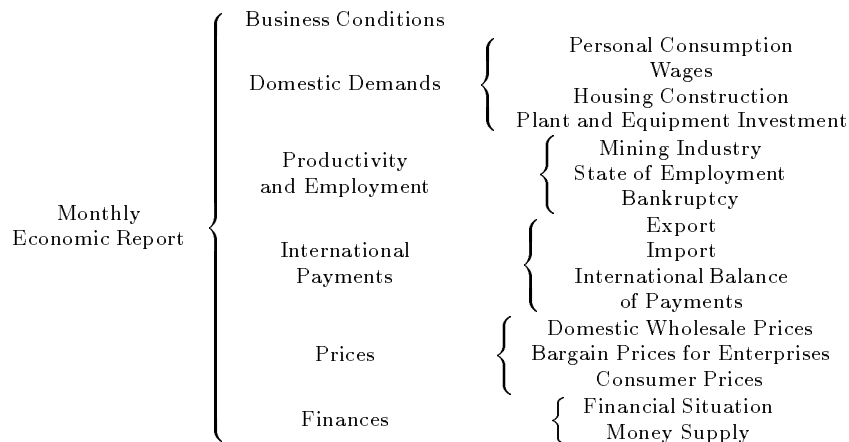 Business Conditions
Domestic Demands
Personal Consumption
Wages
Housing Construction
Plant and Equipment Investment
Productivity
and Employment
Mining Industry
State of Employment
Bankruptcy
Monthly
Economic Report
International
Payments
Export
Import
International Balance
of Payments
Prices
Domestic Wholesale Prices
Bargain Prices for Enterprises
Consumer Prices
Finances
Financial Situation
Money Supply